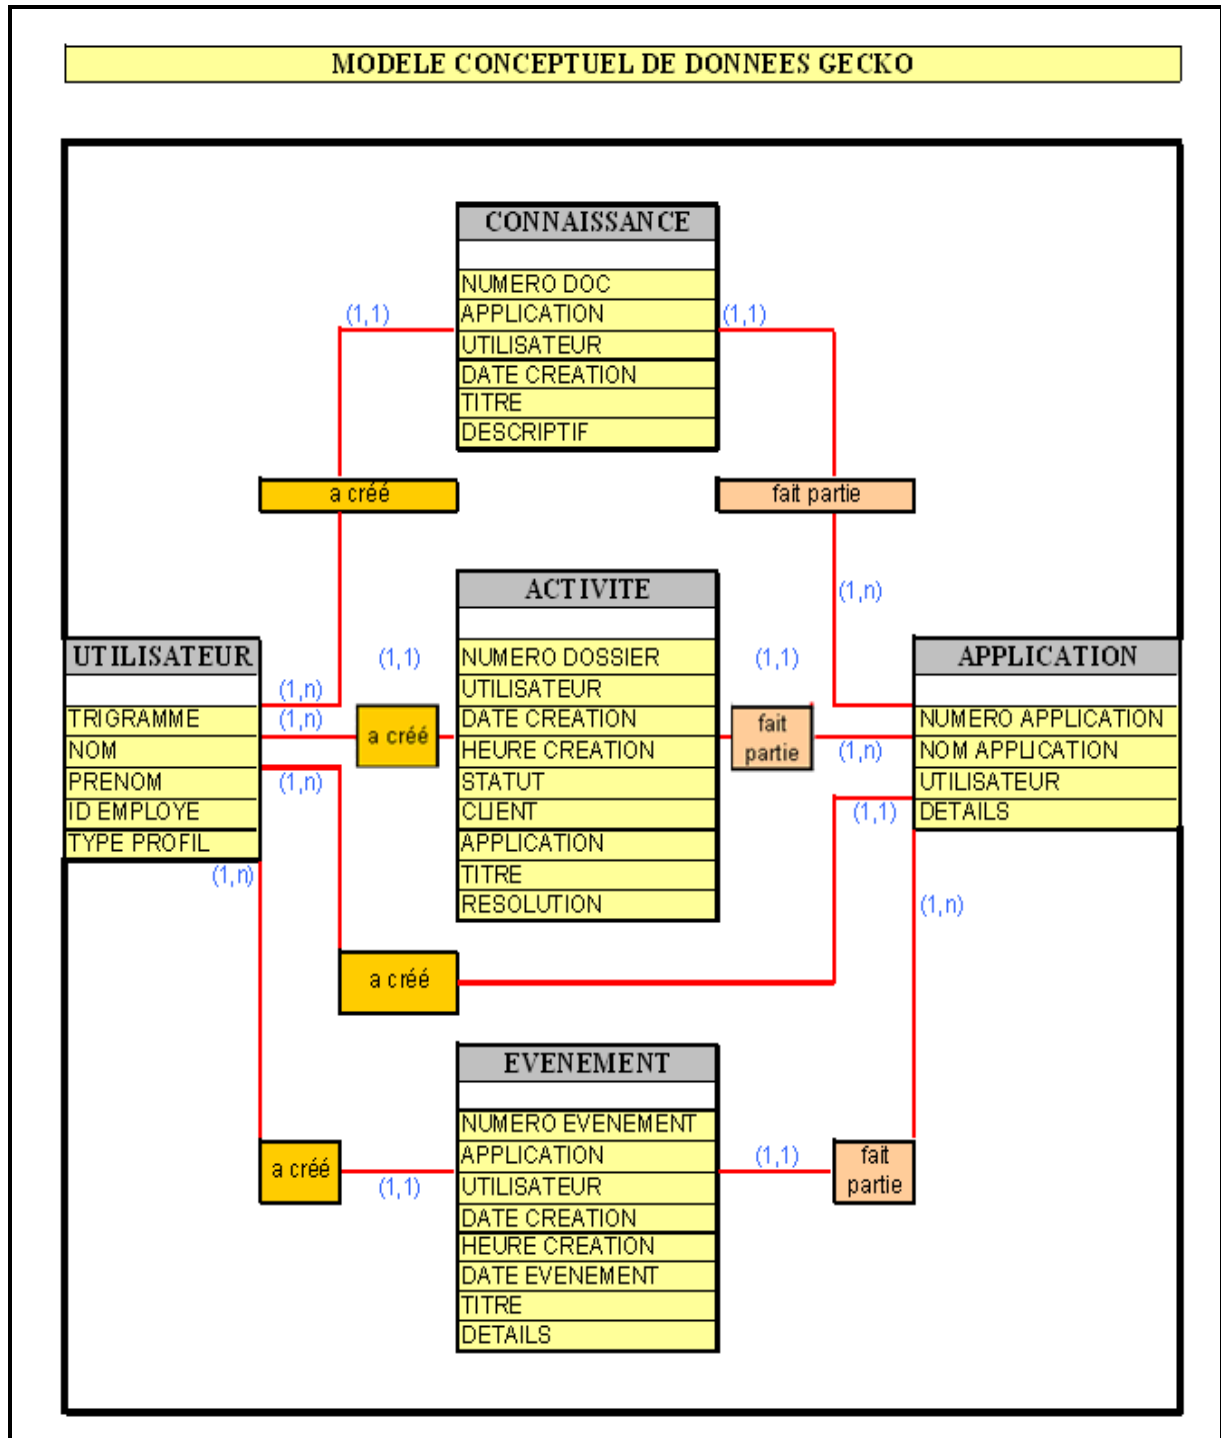 MODELE CONCEPTUEL DE DONNEES GECKO
CONNAISSANCE
NUMERO DOC
APPLICATION
UTILISATEUR
DATE CREATION
TITRE
DESCRIPTIF
(1,1)
(1,1)
a créé
fait partie
(1,n)
ACTIVITE
NUMERO DOSSIER
UTILISATEUR
DATE CREATION
HEURE CREATION
STATUT
CLIENT
APPLICATION
TITRE
RESOLUTION
UTILISATEUR
TRIGRAMME
NOM
PRENOM
ID EMPLOYE
TYPE PROFIL
(1,n)
(1,n)
(1,n)
(1,n)
(1,1)
a créé
(1,1)
fait
partie
(1,n)
(1,1)
(1,n)
APPLICATION
NUMERO APPLICATION
NOM APPLICATION
UTILISATEUR
DETAILS
a créé
EVENEMENT
NUMERO EVENEMENT
APPLICATION
UTILISATEUR
DATE CREATION
HEURE CREATION
DATE EVENEMENT
TITRE
DETAILS
a créé
(1,1)
(1,1)
fait
partie